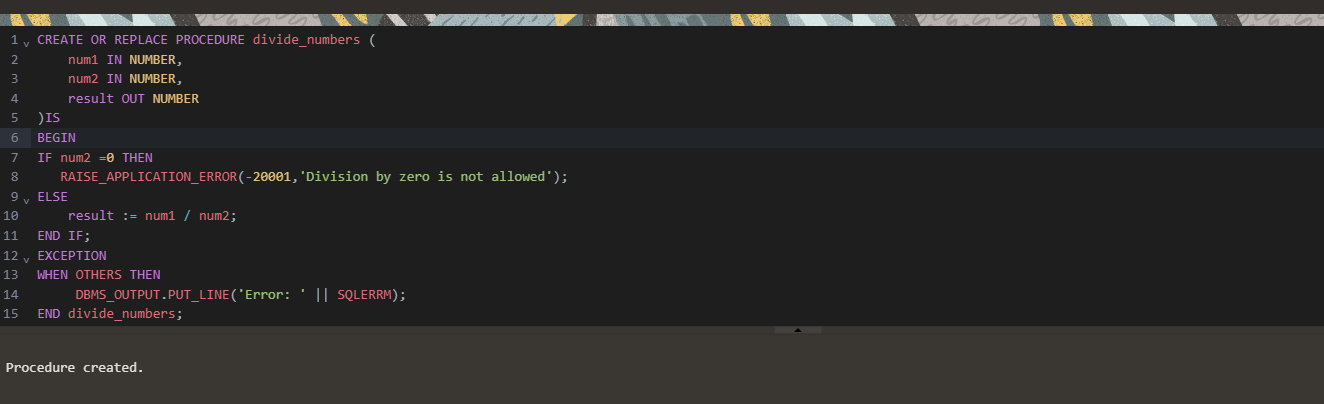 1 CREATE OR REPLACE PROCEDURE divide_numbers (
2     num1 IN NUMBER,
3     num2 IN NUMBER,
4     result OUT NUMBER
5 )IS
6 BEGIN
7 IF num2 =0 THEN
8    RAISE_APPLICATION_ERROR(-20001,'Division by zero is not allowed');
9 ELSE
10     result := num1 / num2;
11 END IF;
12 EXCEPTION
13 WHEN OTHERS THEN
14      DBMS_OUTPUT.PUT_LINE('Error: ' || SQLERRM);
15 END divide_numbers;
Procedure created.